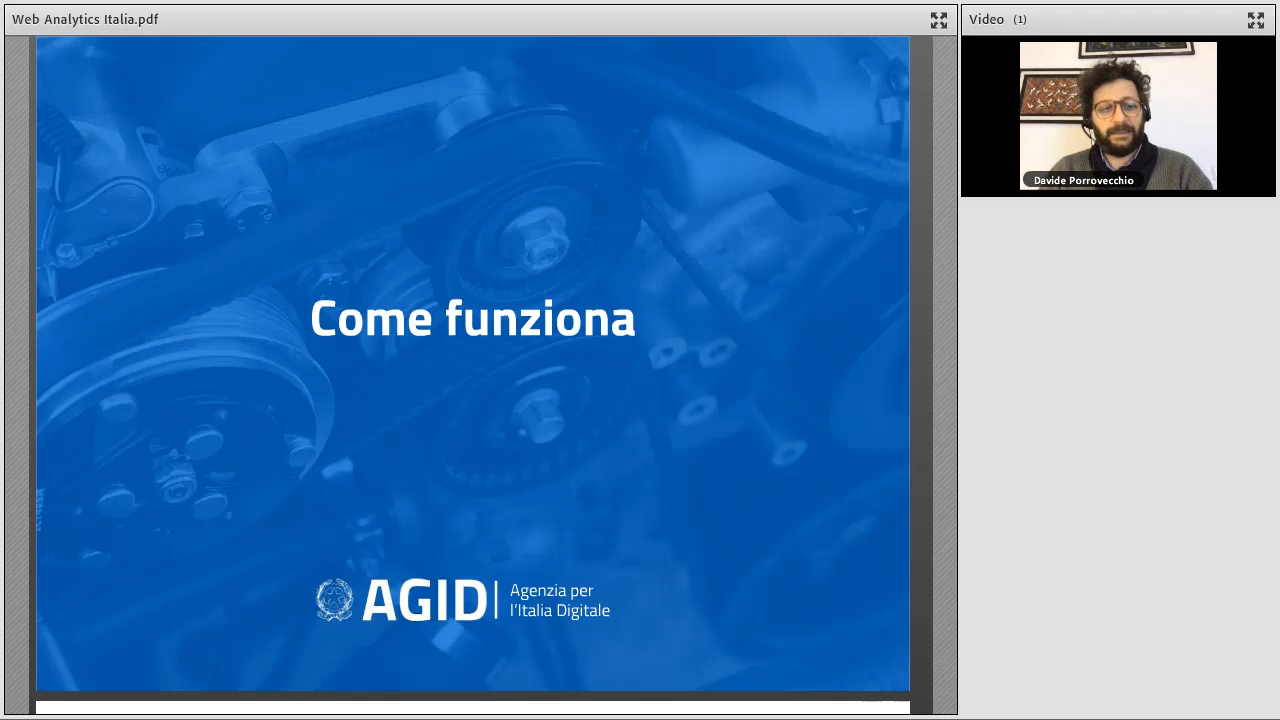 Web Analytics Italia.pdf
Video (1)
Davide Porrovecchio
Come funziona
AGID
Agenzia per
l'Italia Digitale